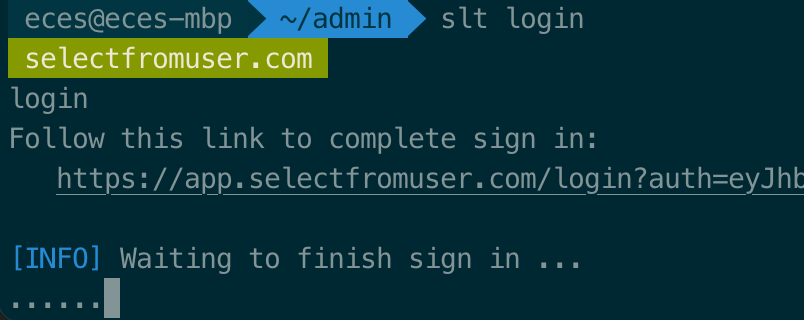 eces@eces-mbp ~/admin slt login
selectfromuser.com
login
Follow this link to complete sign in:
https://app.selectfromuser.com/login?auth=eyJhb
[INFO] Waiting to finish sign in ...
......